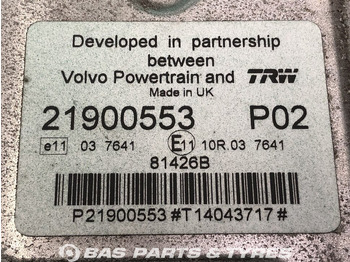 Developed in partnership
between
Volvo Powertrain and TRW
Made in UK
21900553 P02
e11 03 7641 E11 10R.03 7641
81426B
P21900553#T14043717#
BAS PARTS & TYRES